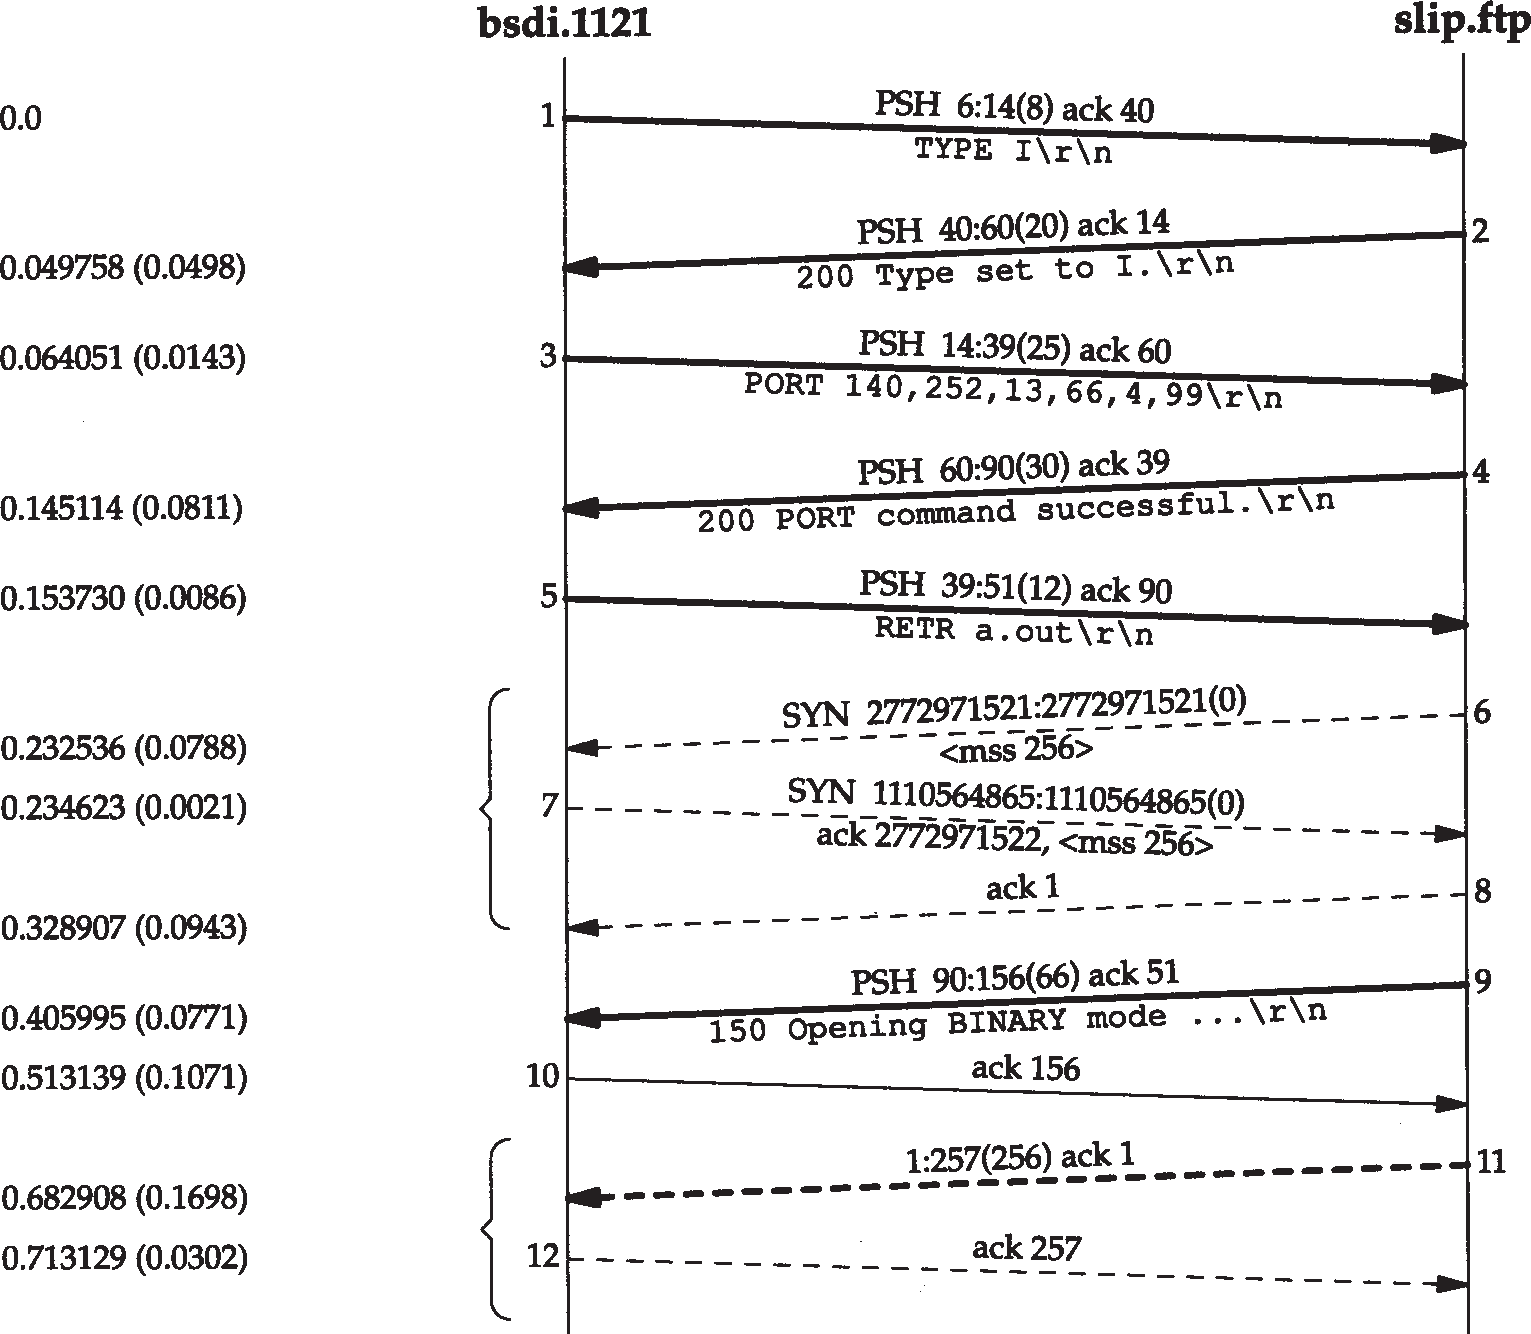 bsdi.1121 slip.ftp
0.0 1 PSH 6:14(8) ack 40
TYPE I\r\n
PSH 40:60(20) ack 14 2
0.049758 (0.0498) 200 Type set to I.\r\n
0.064051 (0.0143) 3 PSH 14:39(25) ack 60
PORT 140,252,13,66,4,99\r\n
PSH 60:90(30) ack 39 4
0.145114 (0.0811) 200 PORT command successful.\r\n
0.153730 (0.0086) 5 PSH 39:51(12) ack 90
RETR a.out\r\n
SYN 2772971521:2772971521(0) 6
0.232536 (0.0788) <mss 256>
0.234623 (0.0021) 7 SYN 1110564865:1110564865(0)
ack 2772971522, <mss 256>
ack 1 8
0.328907 (0.0943)
PSH 90:156(66) ack 51 9
0.405995 (0.0771) 150 Opening BINARY mode ...\r\n
0.513139 (0.1071) 10 ack 156
1:257(256) ack 1 11
0.682908 (0.1698)
0.713129 (0.0302) 12 ack 257